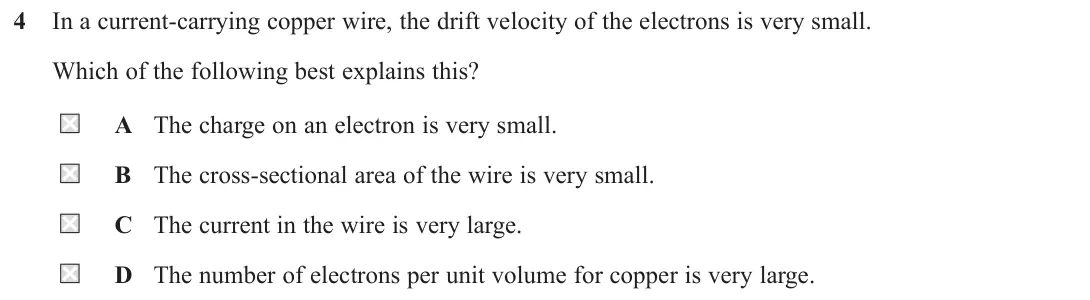 4 In a current-carrying copper wire, the drift velocity of the electrons is very small.
Which of the following best explains this?
A The charge on an electron is very small.
B The cross-sectional area of the wire is very small.
C The current in the wire is very large.
D The number of electrons per unit volume for copper is very large.